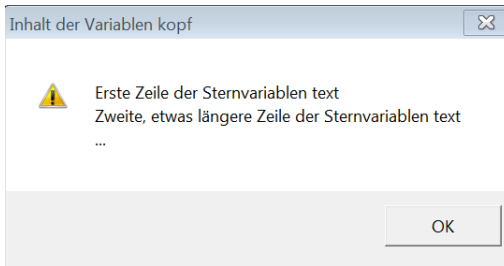 Inhalt der Variablen kopf
Erste Zeile der Sternvariablen text
Zweite, etwas längere Zeile der Sternvariablen text
...
OK